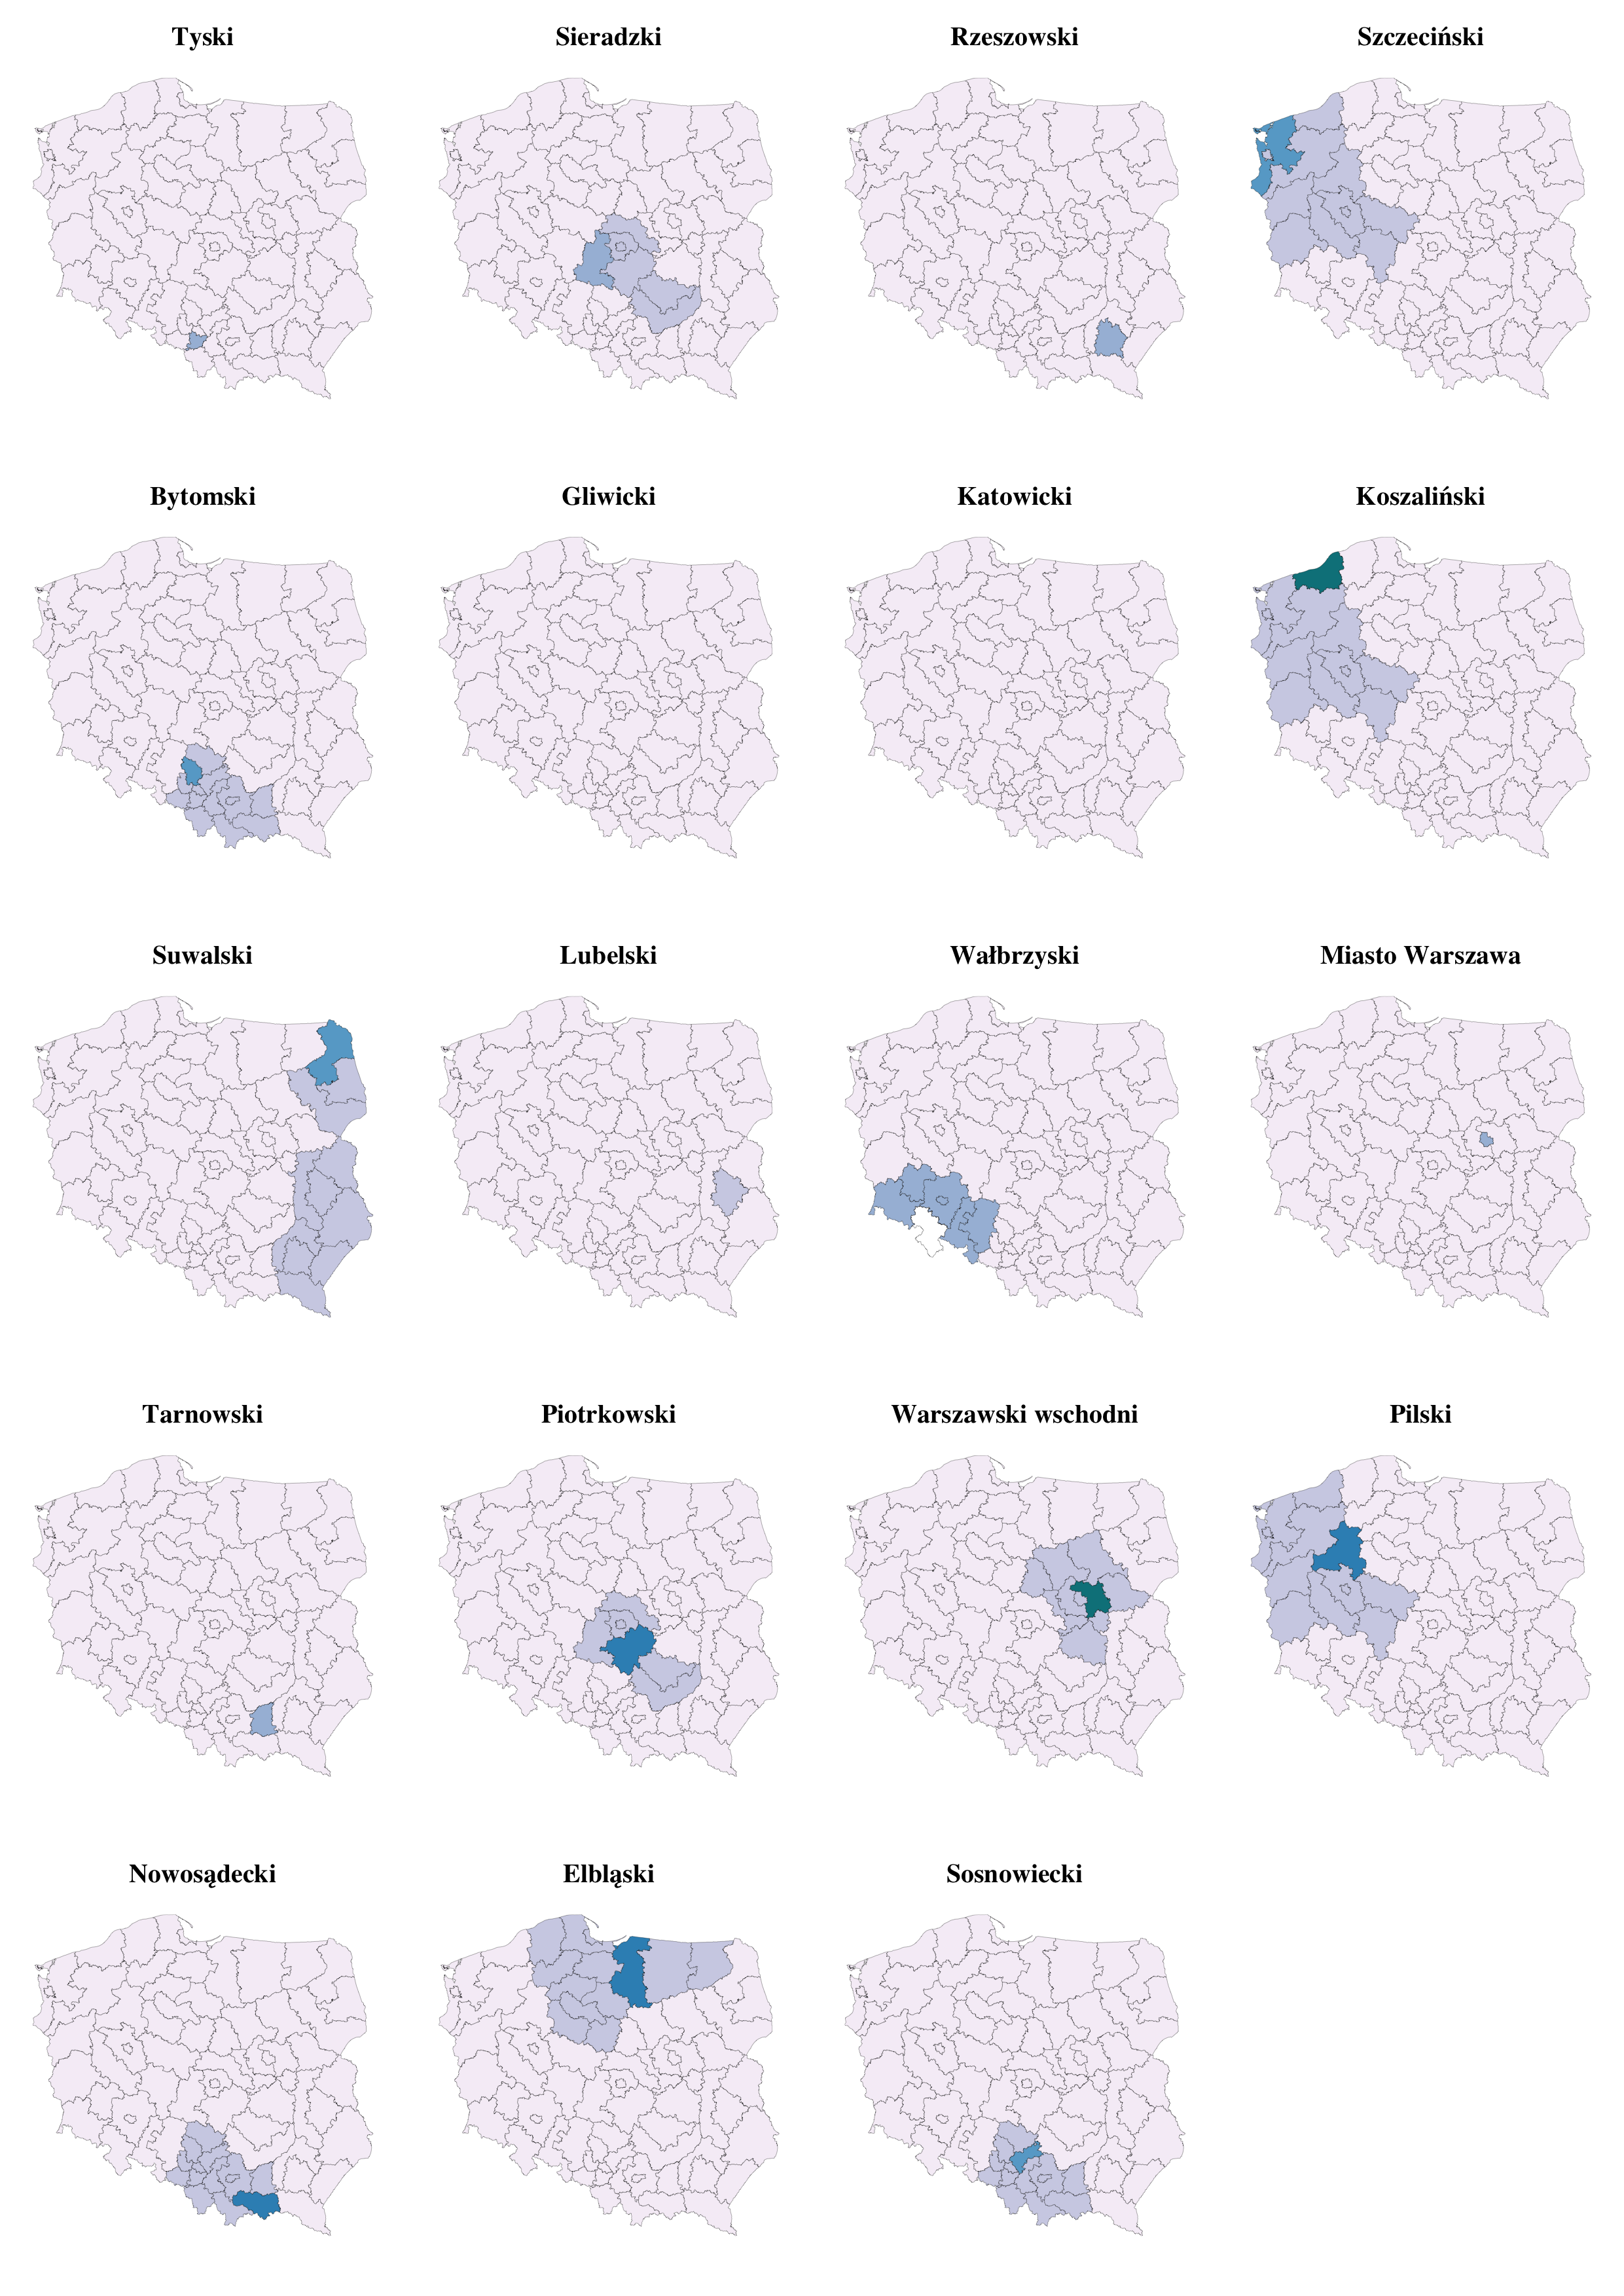 Tyski
Sieradzki
Rzeszowski
Szczeciński
Bytomski
Gliwicki
Katowicki
Koszaliński
Suwalski
Lubelski
Wałbrzyski
Miasto Warszawa
Tarnowski
Piotrkowski
Warszawski wschodni
Pilski
Nowosądecki
Elbląski
Sosnowiecki